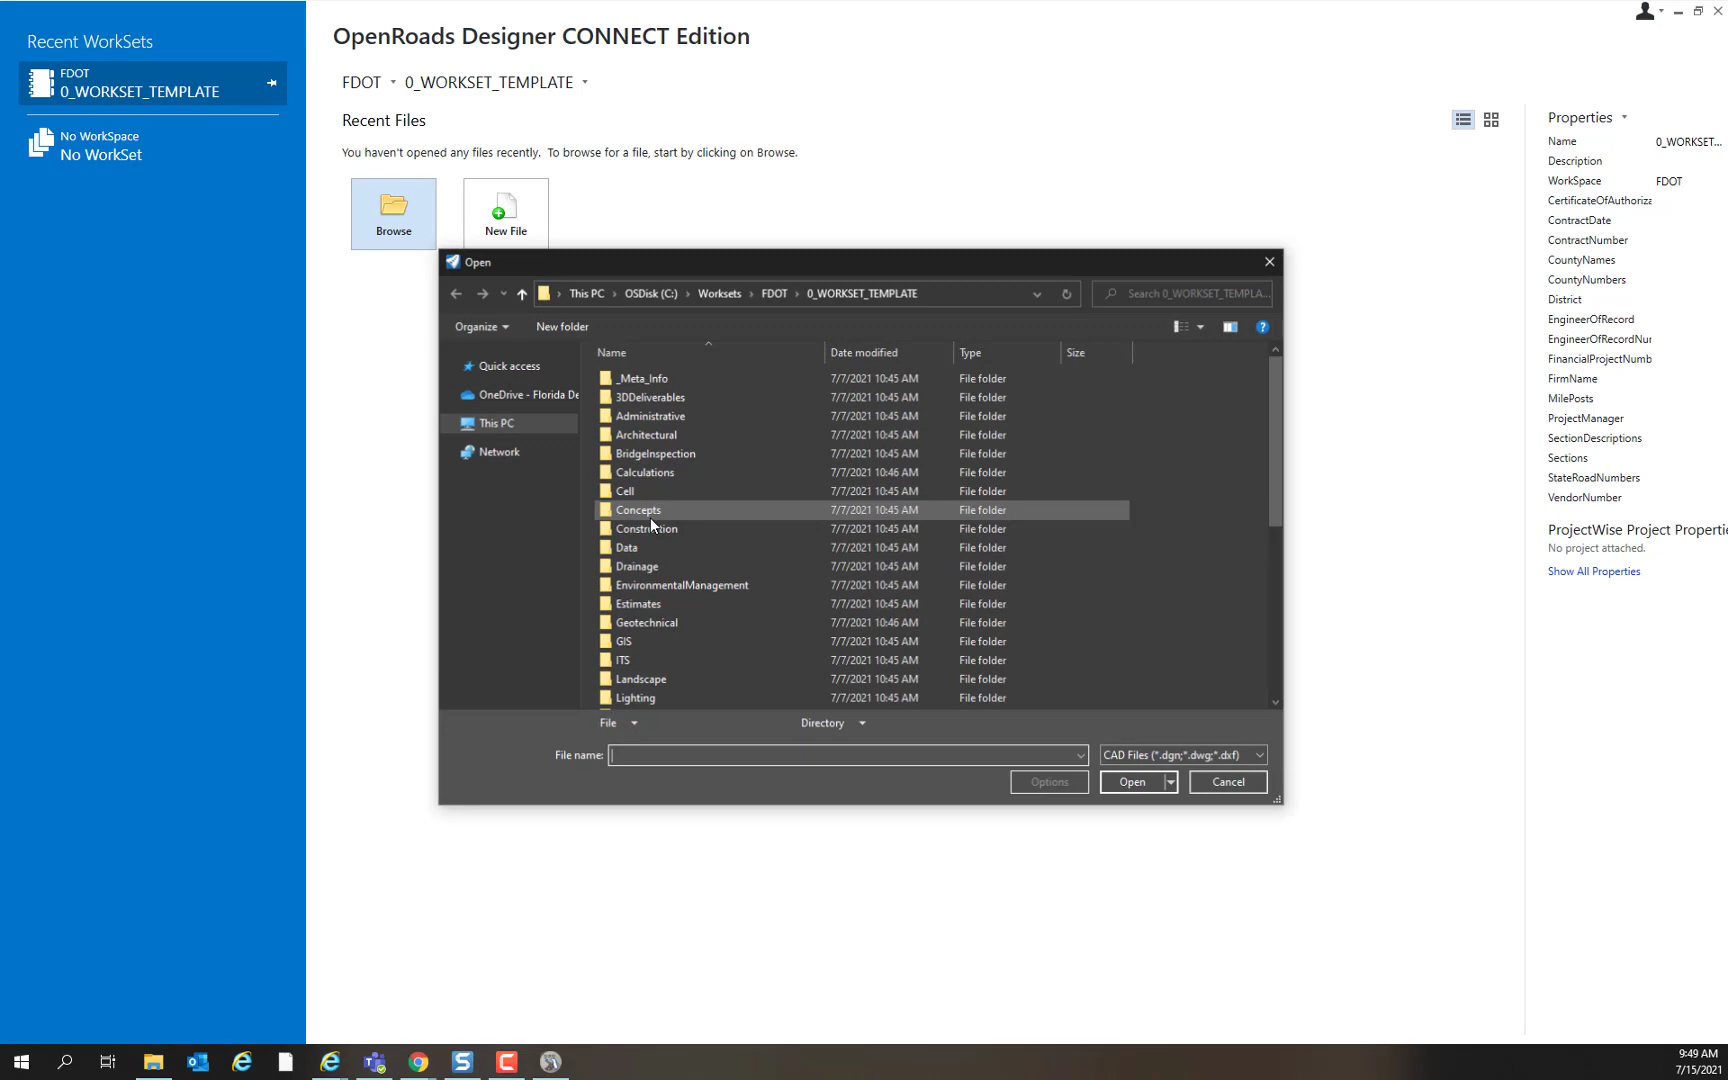 Recent WorkSets
FDOT
0_WORKSET_TEMPLATE
No WorkSpace
No WorkSet
OpenRoads Designer CONNECT Edition
FDOT 0_WORKSET_TEMPLATE
Recent Files
You haven't opened any files recently. To browse for a file, start by clicking on Browse.
Browse
New File
Open
This PC OSDisk (C:) Worksets FDOT 0_WORKSET_TEMPLATE
Search 0_WORKSET_TEMPLA...
Organize New folder
Quick access
OneDrive - Florida De
This PC
Network
Name Date modified Type Size
_Meta_Info 7/7/2021 10:45 AM File folder
3DDeliverables 7/7/2021 10:45 AM File folder
Administrative 7/7/2021 10:45 AM File folder
Architectural 7/7/2021 10:45 AM File folder
BridgeInspection 7/7/2021 10:45 AM File folder
Calculations 7/7/2021 10:46 AM File folder
Cell 7/7/2021 10:45 AM File folder
Concepts 7/7/2021 10:45 AM File folder
Construction 7/7/2021 10:45 AM File folder
Data 7/7/2021 10:45 AM File folder
Drainage 7/7/2021 10:45 AM File folder
EnvironmentalManagement 7/7/2021 10:45 AM File folder
Estimates 7/7/2021 10:45 AM File folder
Geotechnical 7/7/2021 10:46 AM File folder
GIS 7/7/2021 10:45 AM File folder
ITS 7/7/2021 10:45 AM File folder
Landscape 7/7/2021 10:45 AM File folder
Lighting 7/7/2021 10:45 AM File folder
File Directory
File name:
CAD Files (*.dgn;*.dwg;*.dxf)
Options Open Cancel
Properties
Name 0_WORKSET...
Description
WorkSpace FDOT
CertificateOfAuthoriza
ContractDate
ContractNumber
CountyNames
CountyNumbers
District
EngineerOfRecord
EngineerOfRecordNur
FinancialProjectNumb
FirmName
MilePosts
ProjectManager
SectionDescriptions
Sections
StateRoadNumbers
VendorNumber
ProjectWise Project Properti
No project attached.
Show All Properties
9:49 AM
7/15/2021